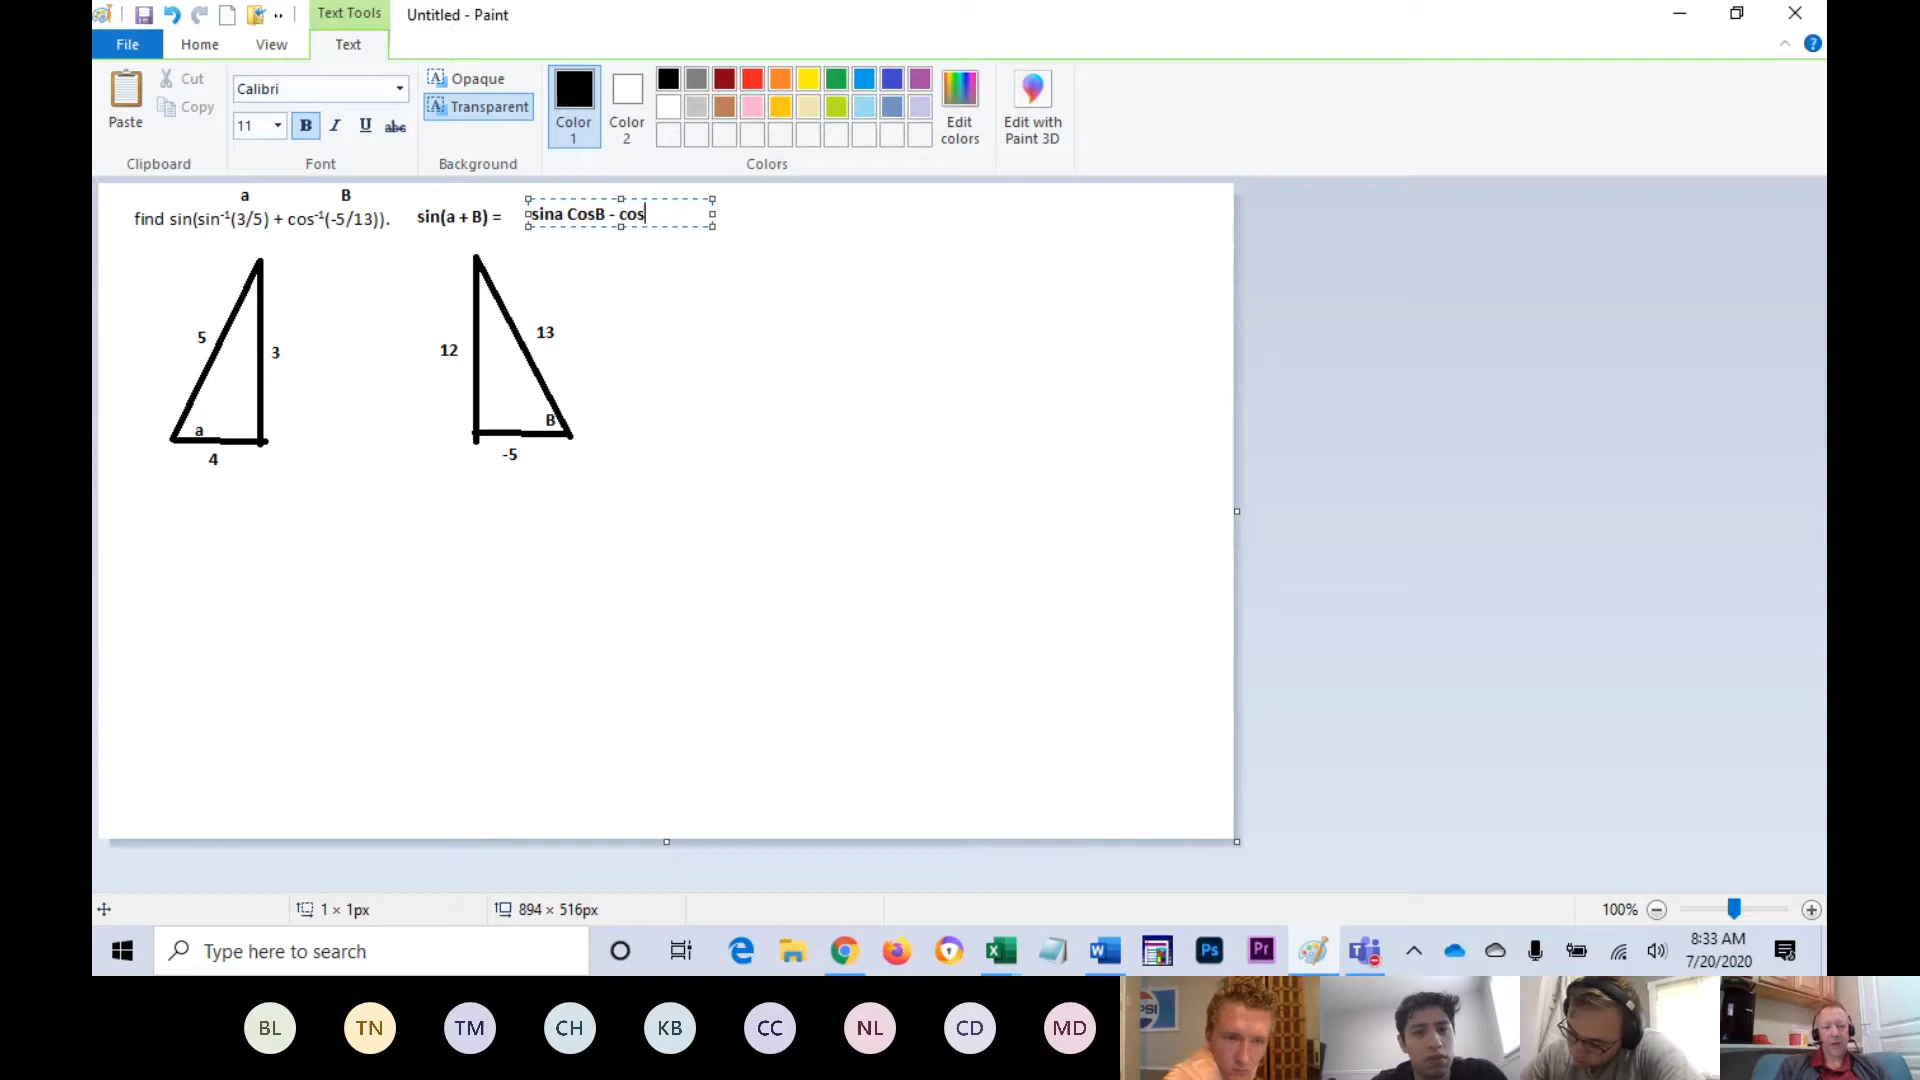 Text Tools
Untitled - Paint
File
Home
View
Text
Cut
Copy
Paste
Calibri
11
B
I
U
abc
Opaque
Transparent
Color 1
Color 2
Edit colors
Edit with Paint 3D
Clipboard
Font
Background
Colors
a
B
find sin(sin⁻¹(3/5) + cos⁻¹(-5/13)).
sin(a + B) =
sina CosB - cos
5
3
a
4
12
13
B
-5
1 × 1px
894 × 516px
100%
Type here to search
Ps
Pr
8:33 AM
7/20/2020
BL
TN
TM
CH
KB
CC
NL
CD
MD